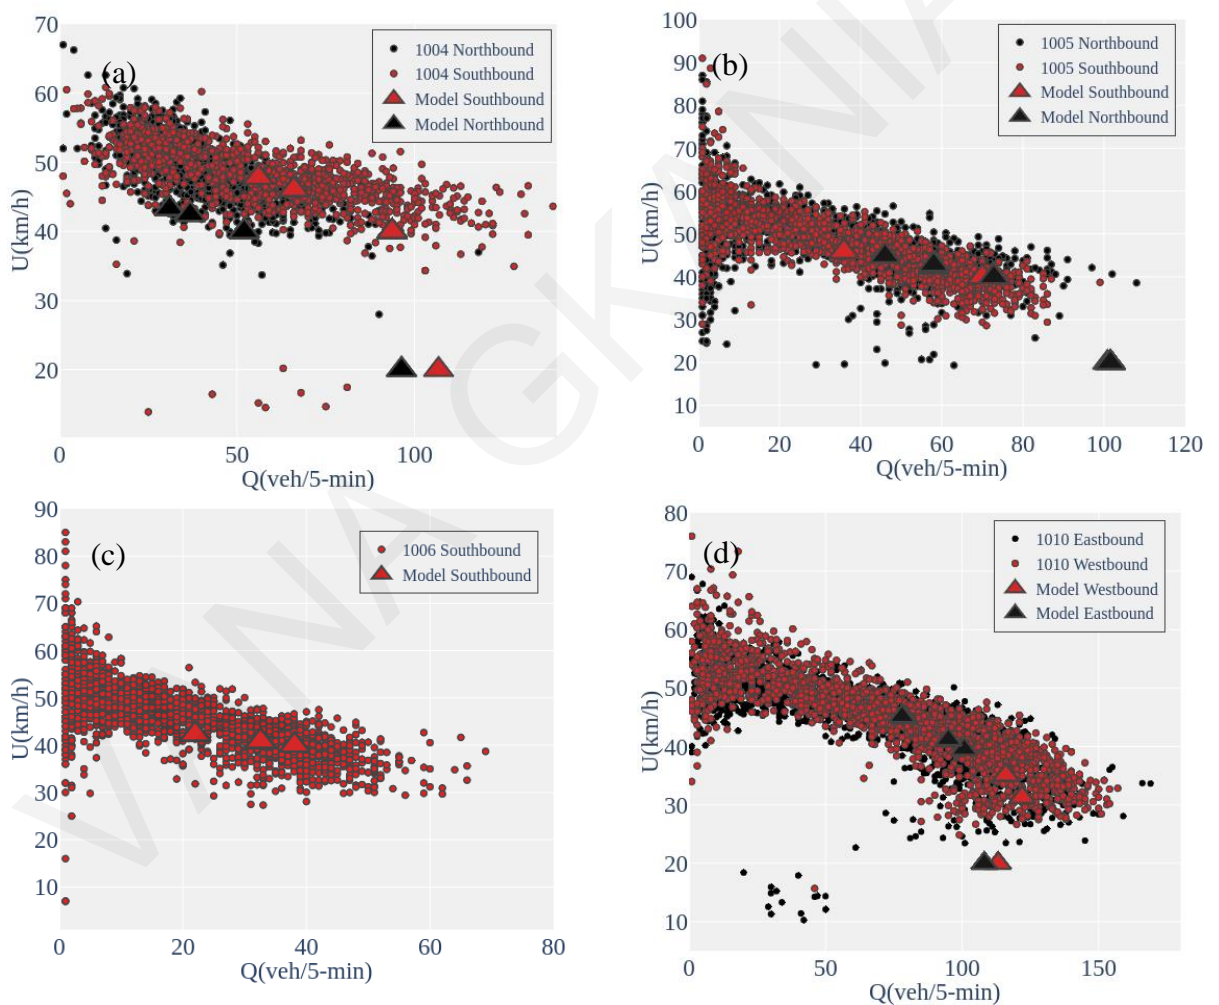 70
60
50
40
30
20
U(km/h)
0
50
100
Q(veh/5-min)
(a)
1004 Northbound
1004 Southbound
Model Southbound
Model Northbound
100
90
80
70
60
50
40
30
20
10
U(km/h)
0
20
40
60
80
100
120
Q(veh/5-min)
(b)
1005 Northbound
1005 Southbound
Model Southbound
Model Northbound
90
80
70
60
50
40
30
20
10
U(km/h)
0
20
40
60
80
Q(veh/5-min)
(c)
1006 Southbound
Model Southbound
80
70
60
50
40
30
20
10
U(km/h)
0
50
100
150
Q(veh/5-min)
(d)
1010 Eastbound
1010 Westbound
Model Westbound
Model Eastbound
VANA GKANIA